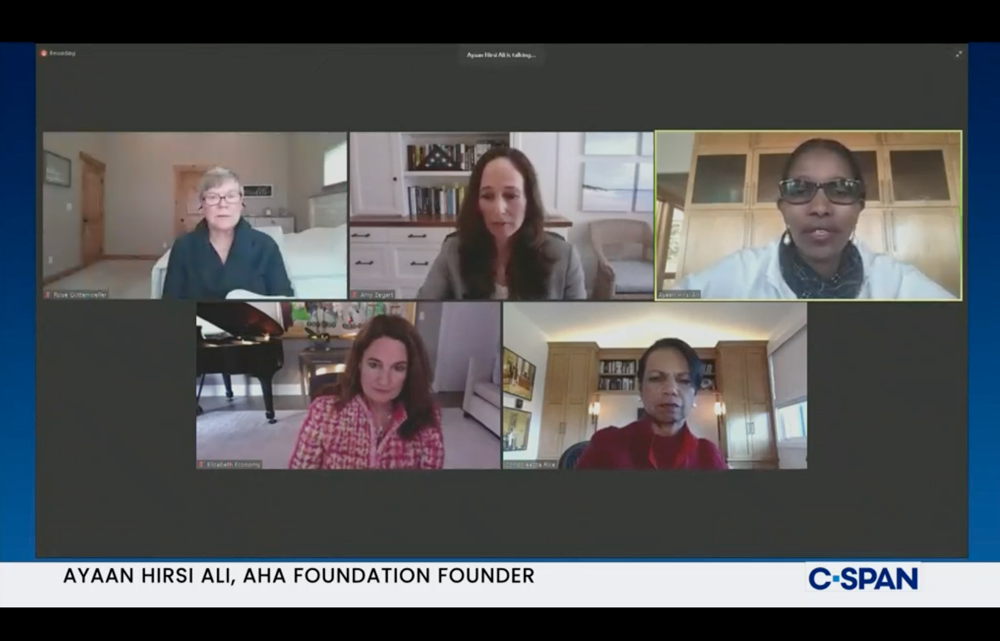 Recording
Ayaan Hirsi Ali is talking...
Rose Gottemoeller
Amy Zegart
Ayaan Hirsi Ali
Elizabeth Economy
Condoleezza Rice
AYAAN HIRSI ALI, AHA FOUNDATION FOUNDER
C-SPAN